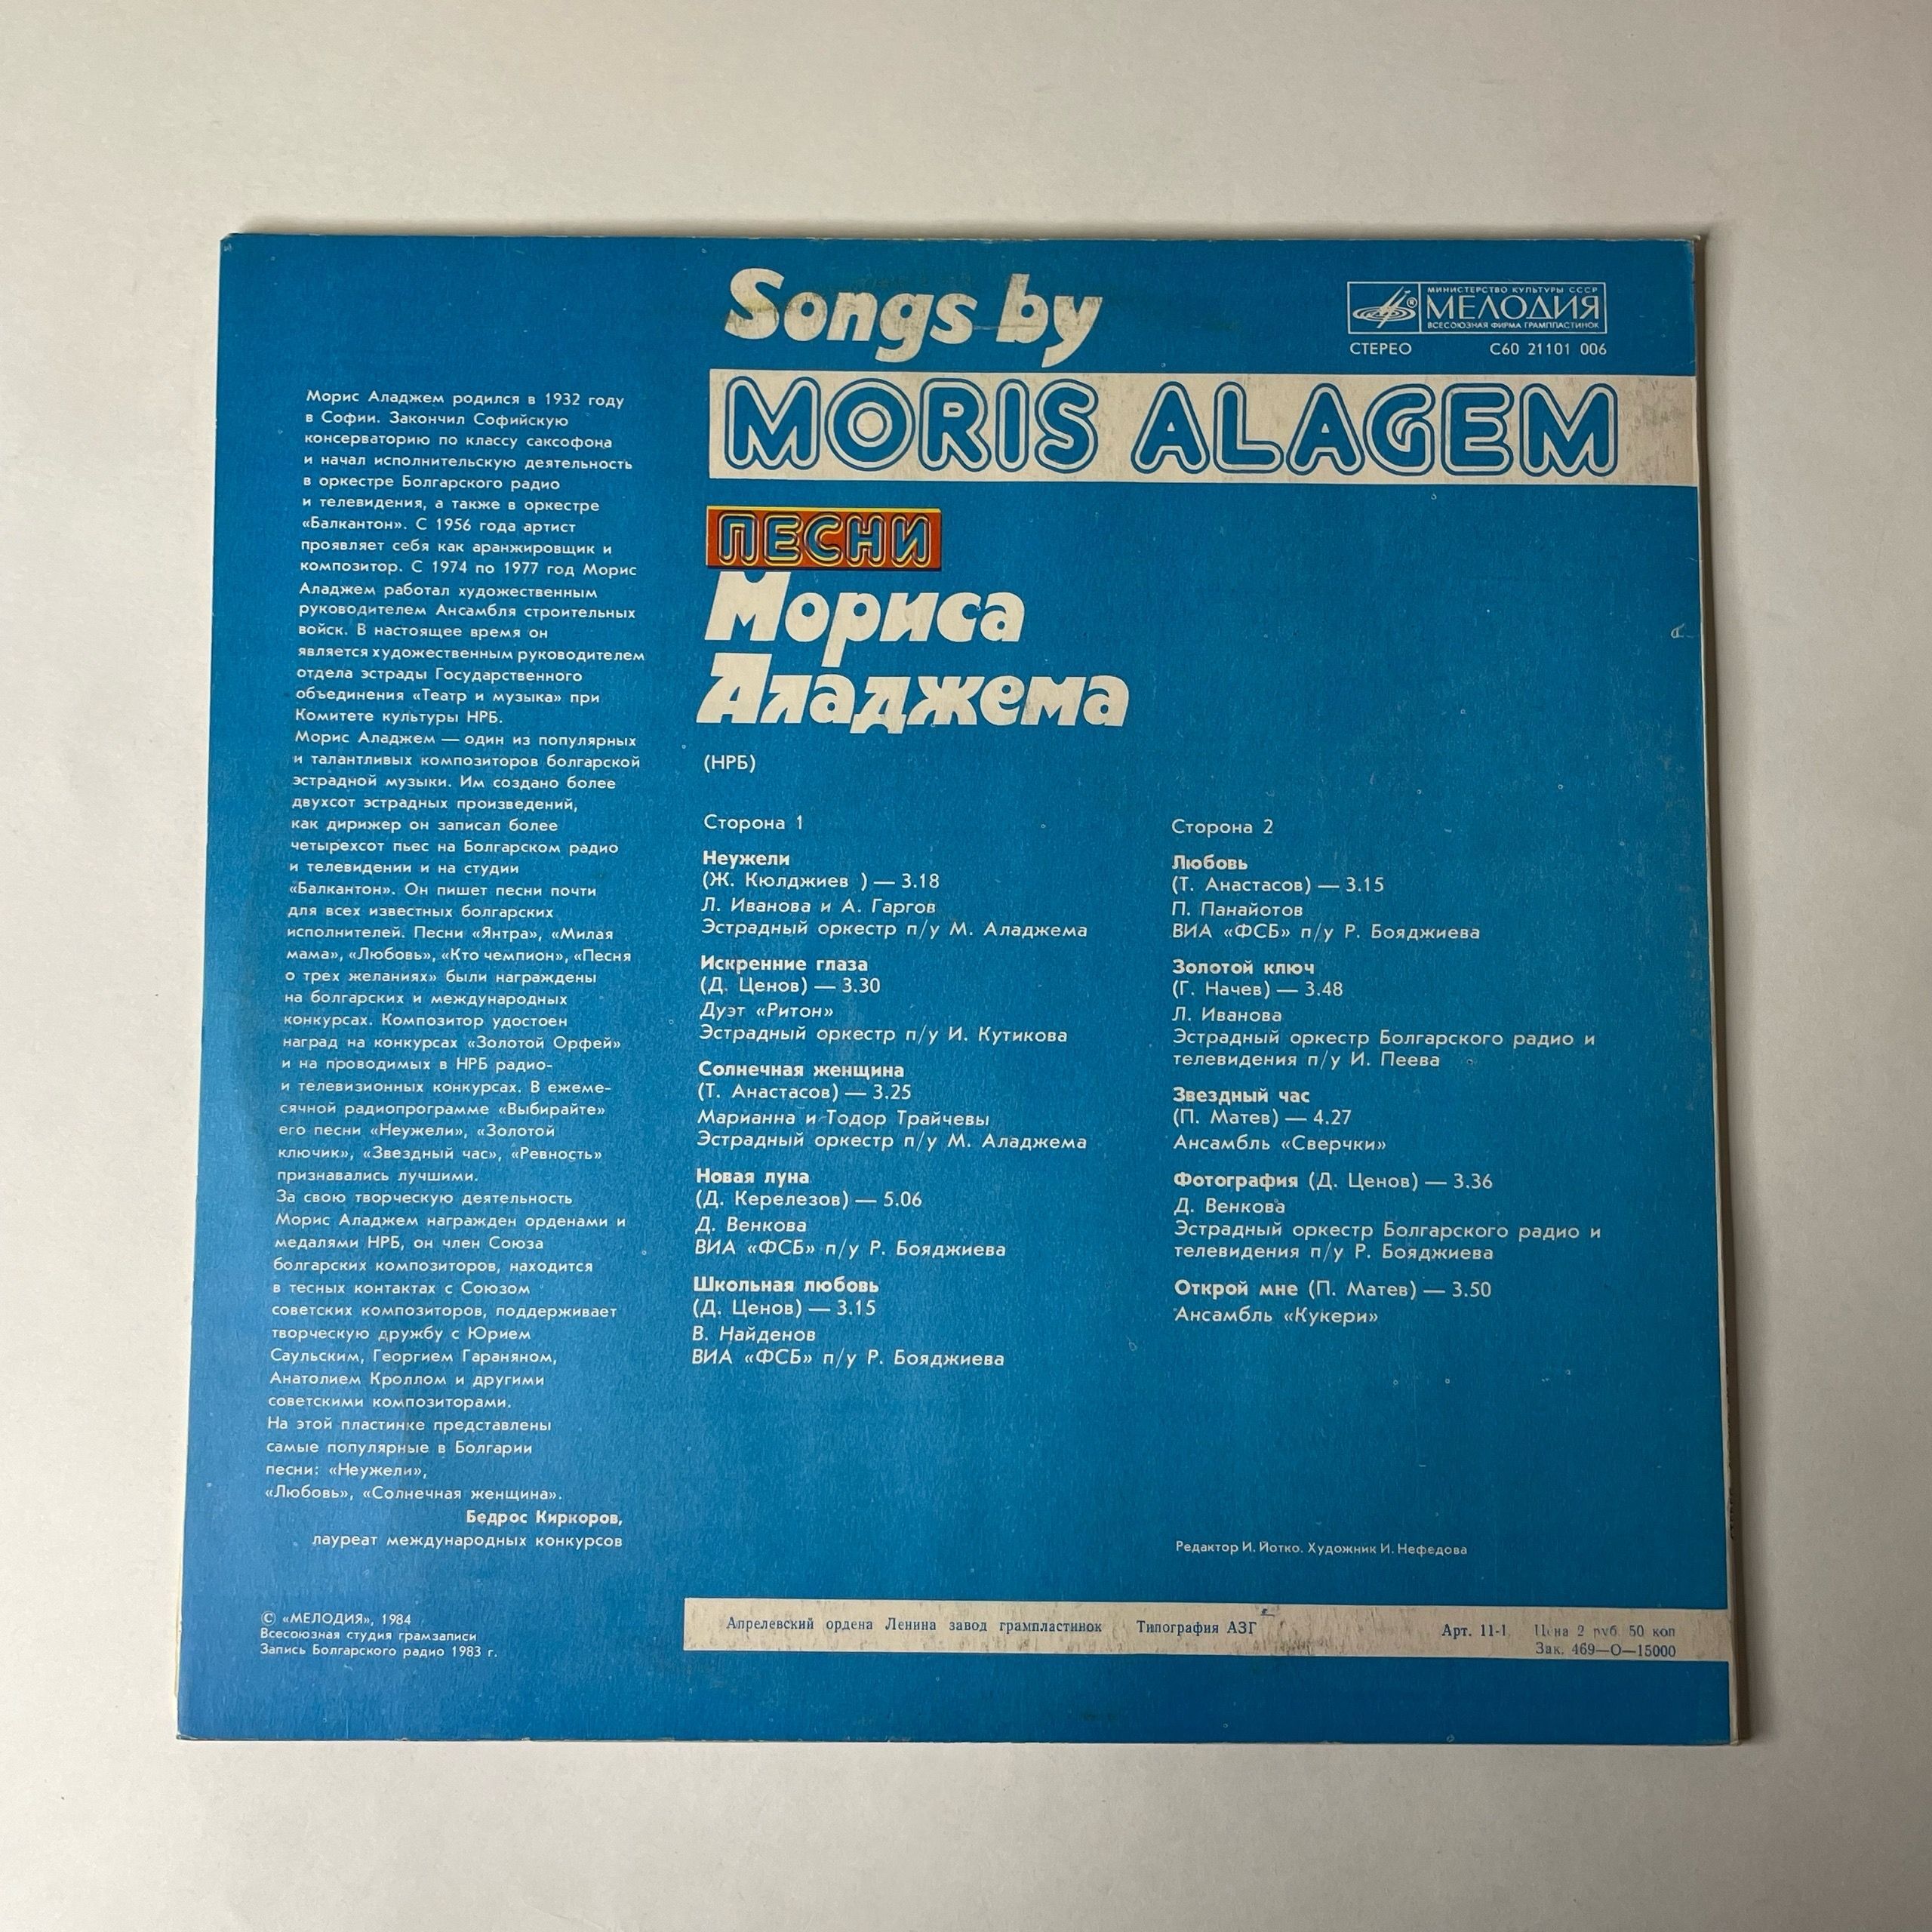 Songs by
MORIS ALAGEM
МИНИСТЕРСТВО КУЛЬТУРЫ СССР
МЕЛОДИЯ
ВСЕСОЮЗНАЯ ФИРМА ГРАМПЛАСТИНОК
СТЕРЕО С60 21101 006
ПЕСНИ
Мориса
Аладжема
(НРБ)
Морис Аладжем родился в 1932 году
в Софии. Закончил Софийскую
консерваторию по классу саксофона
и начал исполнительскую деятельность
в оркестре Болгарского радио
и телевидения, а также в оркестре
«Балкантон». С 1956 года артист
проявляет себя как аранжировщик и
композитор. С 1974 по 1977 год Морис
Аладжем работал художественным
руководителем Ансамбля строительных
войск. В настоящее время он
является художественным руководителем
отдела эстрады Государственного
объединения «Театр и музыка» при
Комитете культуры НРБ.
Морис Аладжем — один из популярных
и талантливых композиторов болгарской
эстрадной музыки. Им создано более
двухсот эстрадных произведений,
как дирижер он записал более
четырехсот пьес на Болгарском радио
и телевидении и на студии
«Балкантон». Он пишет песни почти
для всех известных болгарских
исполнителей. Песни «Янтра», «Милая
мама», «Любовь», «Кто чемпион», «Песня
о трех желаниях» были награждены
на болгарских и международных
конкурсах. Композитор удостоен
наград на конкурсах «Золотой Орфей»
и на проводимых в НРБ радио-
и телевизионных конкурсах. В ежеме-
сячной радиопрограмме «Выбирайте»
его песни «Неужели», «Золотой
ключик», «Звездный час», «Ревность»
признавались лучшими.
За свою творческую деятельность
Морис Аладжем награжден орденами и
медалями НРБ, он член Союза
болгарских композиторов, находится
в тесных контактах с Союзом
советских композиторов, поддерживает
творческую дружбу с Юрием
Саульским, Георгием Гараняном,
Анатолием Кроллом и другими
советскими композиторами.
На этой пластинке представлены
самые популярные в Болгарии
песни: «Неужели»,
«Любовь», «Солнечная женщина».
Бедрос Киркоров,
лауреат международных конкурсов
Сторона 1
Неужели
(Ж. Кюлджиев ) — 3.18
Л. Иванова и А. Гаргов
Эстрадный оркестр п/у М. Аладжема
Искренние глаза
(Д. Ценов) — 3.30
Дуэт «Ритон»
Эстрадный оркестр п/у И. Кутикова
Солнечная женщина
(Т. Анастасов) — 3.25
Марианна и Тодор Трайчевы
Эстрадный оркестр п/у М. Аладжема
Новая луна
(Д. Керелезов) — 5.06
Д. Венкова
ВИА «ФСБ» п/у Р. Бояджиева
Школьная любовь
(Д. Ценов) — 3.15
В. Найденов
ВИА «ФСБ» п/у Р. Бояджиева
Сторона 2
Любовь
(Т. Анастасов) — 3.15
П. Панайотов
ВИА «ФСБ» п/у Р. Бояджиева
Золотой ключ
(Г. Начев) — 3.48
Л. Иванова
Эстрадный оркестр Болгарского радио и
телевидения п/у И. Пеева
Звездный час
(П. Матев) — 4.27
Ансамбль «Сверчки»
Фотография (Д. Ценов) — 3.36
Д. Венкова
Эстрадный оркестр Болгарского радио и
телевидения п/у Р. Бояджиева
Открой мне (П. Матев) — 3.50
Ансамбль «Кукери»
Редактор И. Йотко. Художник И. Нефедова
© «МЕЛОДИЯ», 1984
Всесоюзная студия грамзаписи
Запись Болгарского радио 1983 г.
Апрелевский ордена Ленина завод грампластинок Типография АЗГ Арт. 11-1 Цена 2 руб. 50 коп
Зак. 469—О—15000